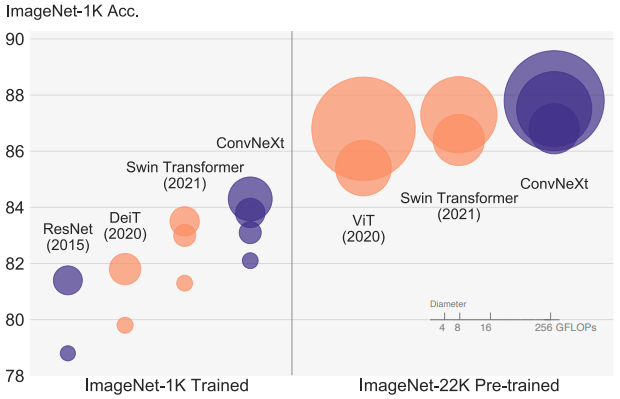 ImageNet-1K Acc.
90
88
86
84
82
80
78
ResNet
(2015)
DeiT
(2020)
Swin Transformer
(2021)
ConvNeXt
ViT
(2020)
Swin Transformer
(2021)
ConvNeXt
Diameter
4 8 16 256 GFLOPs
ImageNet-1K Trained
ImageNet-22K Pre-trained